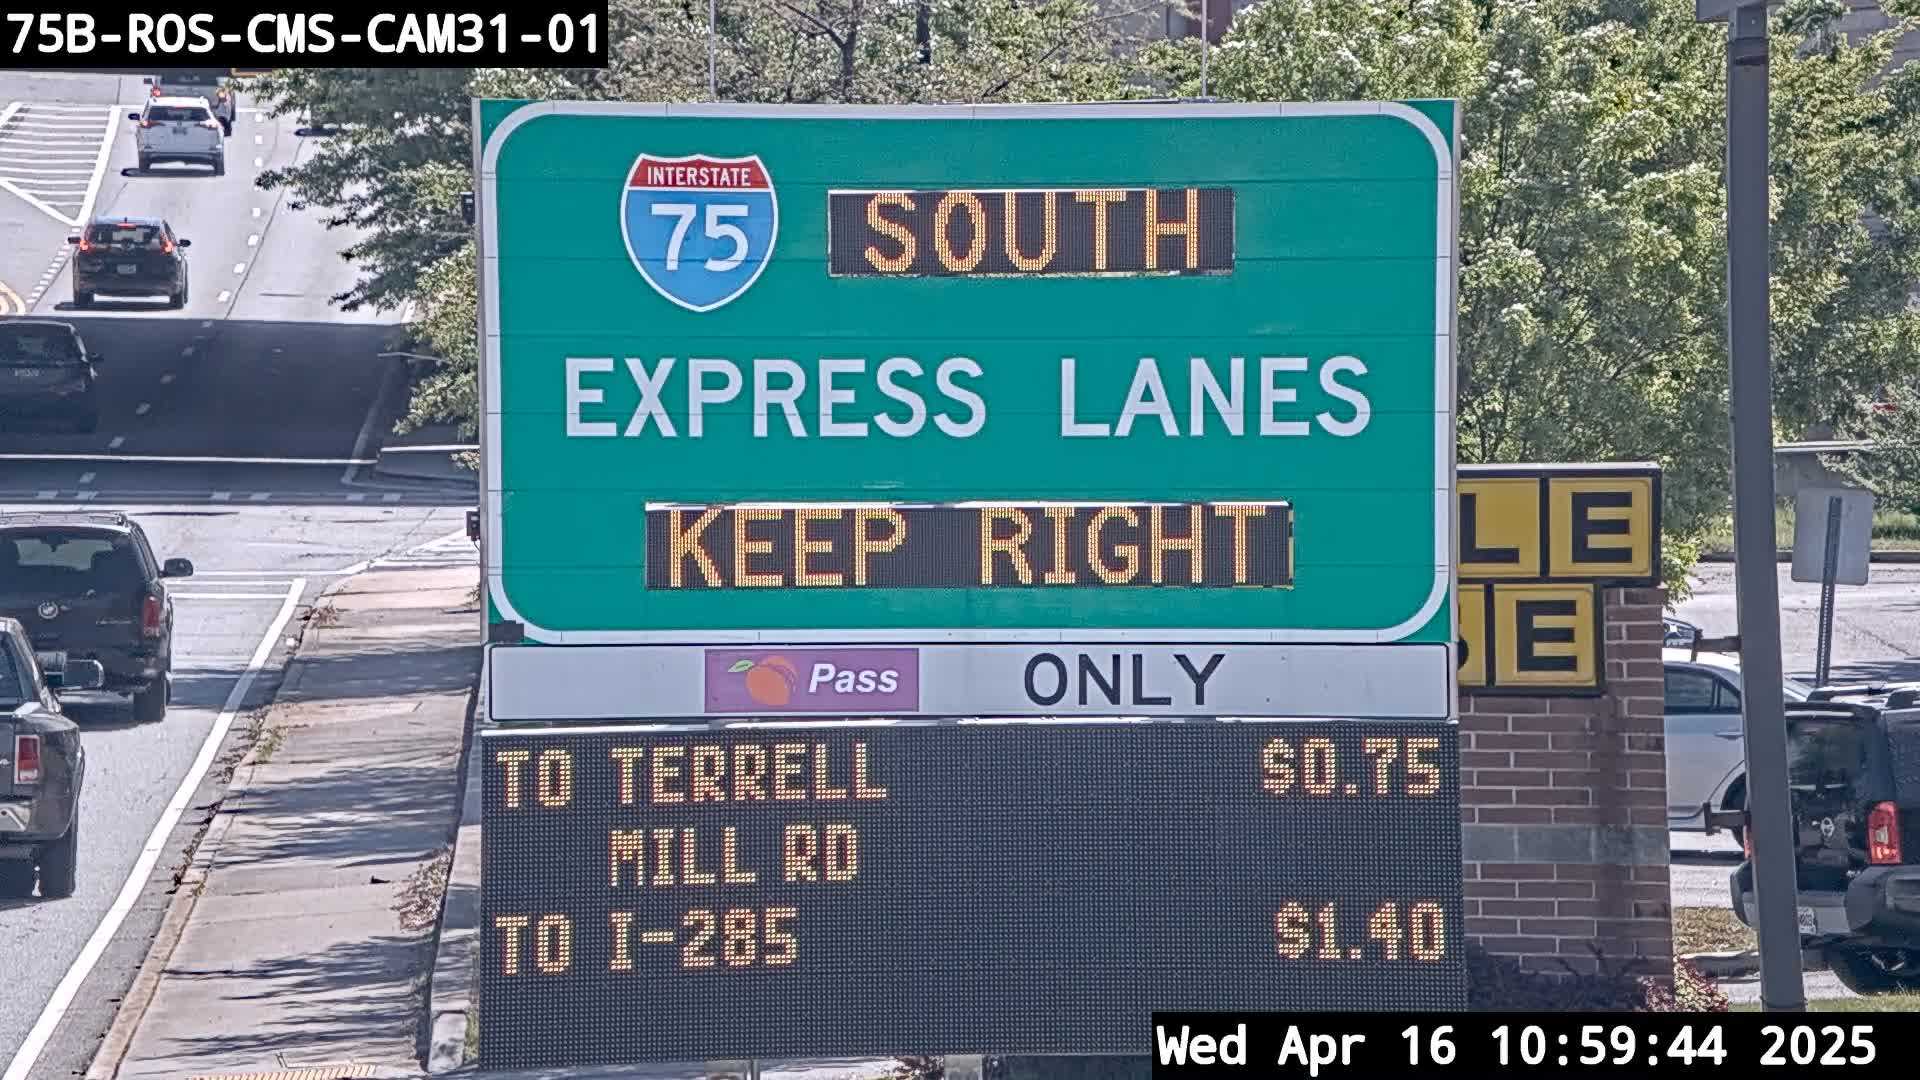 75B-ROS-CMS-CAM31-01
INTERSTATE
75
SOUTH
EXPRESS LANES
KEEP RIGHT
Pass ONLY
TO TERRELL $0.75
MILL RD
TO I-285 $1.40
LE
E
Wed Apr 16 10:59:44 2025